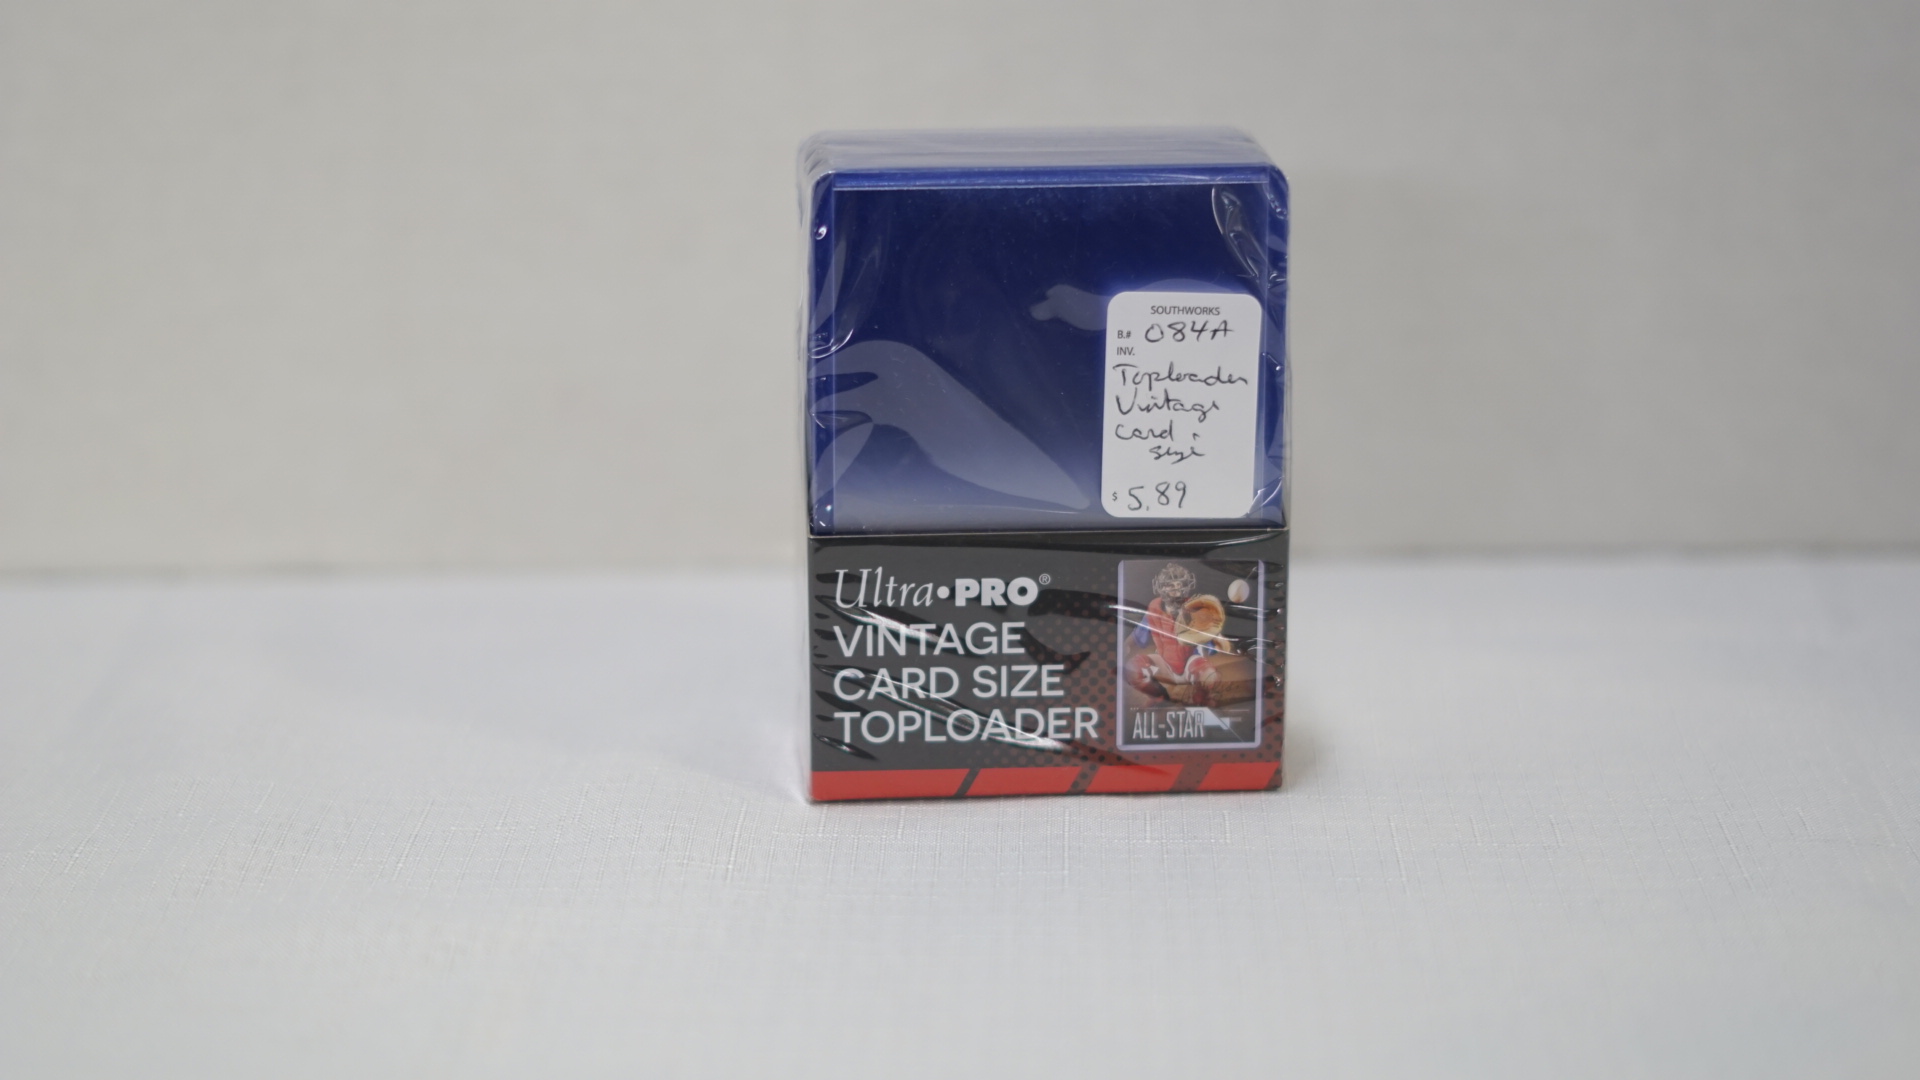 SOUTHWORKS
B.# 084A
INV.
Toploader
Vintage
Card
Size
$ 5.89
Ultra•PRO®
VINTAGE
CARD SIZE
TOPLOADER
ALL-STAR